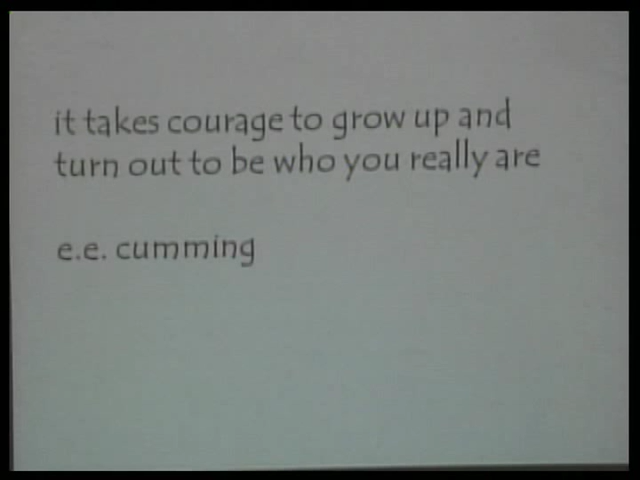 it takes courage to grow up and
turn out to be who you really are
e.e. cumming